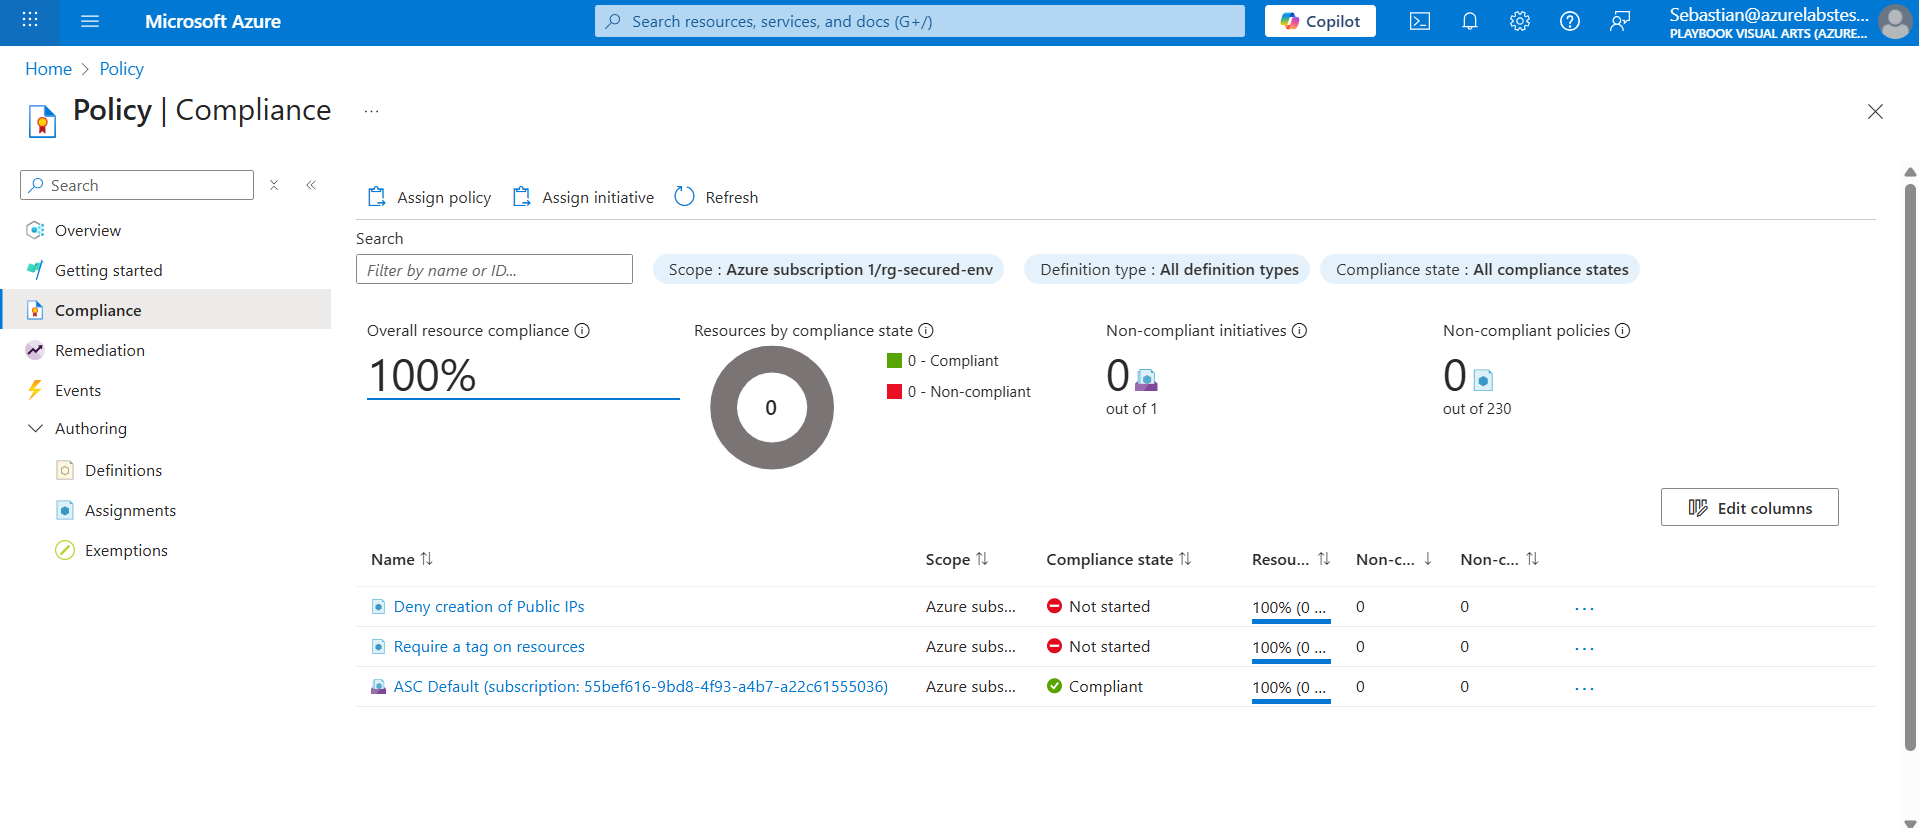 Microsoft Azure
Search resources, services, and docs (G+/)
Copilot
Sebastian@azurelabstes...
PLAYBOOK VISUAL ARTS (AZURE...
Home > Policy
Policy | Compliance ...
Search
Overview
Getting started
Compliance
Remediation
Events
Authoring
Definitions
Assignments
Exemptions
Assign policy
Assign initiative
Refresh
Search
Filter by name or ID...
Scope : Azure subscription 1/rg-secured-env
Definition type : All definition types
Compliance state : All compliance states
Overall resource compliance
100%
Resources by compliance state
0
0 - Compliant
0 - Non-compliant
Non-compliant initiatives
0
out of 1
Non-compliant policies
0
out of 230
Edit columns
Name Scope Compliance state Resou... Non-c... Non-c...
Deny creation of Public IPs Azure subs... Not started 100% (0 ... 0 0 ...
Require a tag on resources Azure subs... Not started 100% (0 ... 0 0 ...
ASC Default (subscription: 55bef616-9bd8-4f93-a4b7-a22c61555036) Azure subs... Compliant 100% (0 ... 0 0 ...